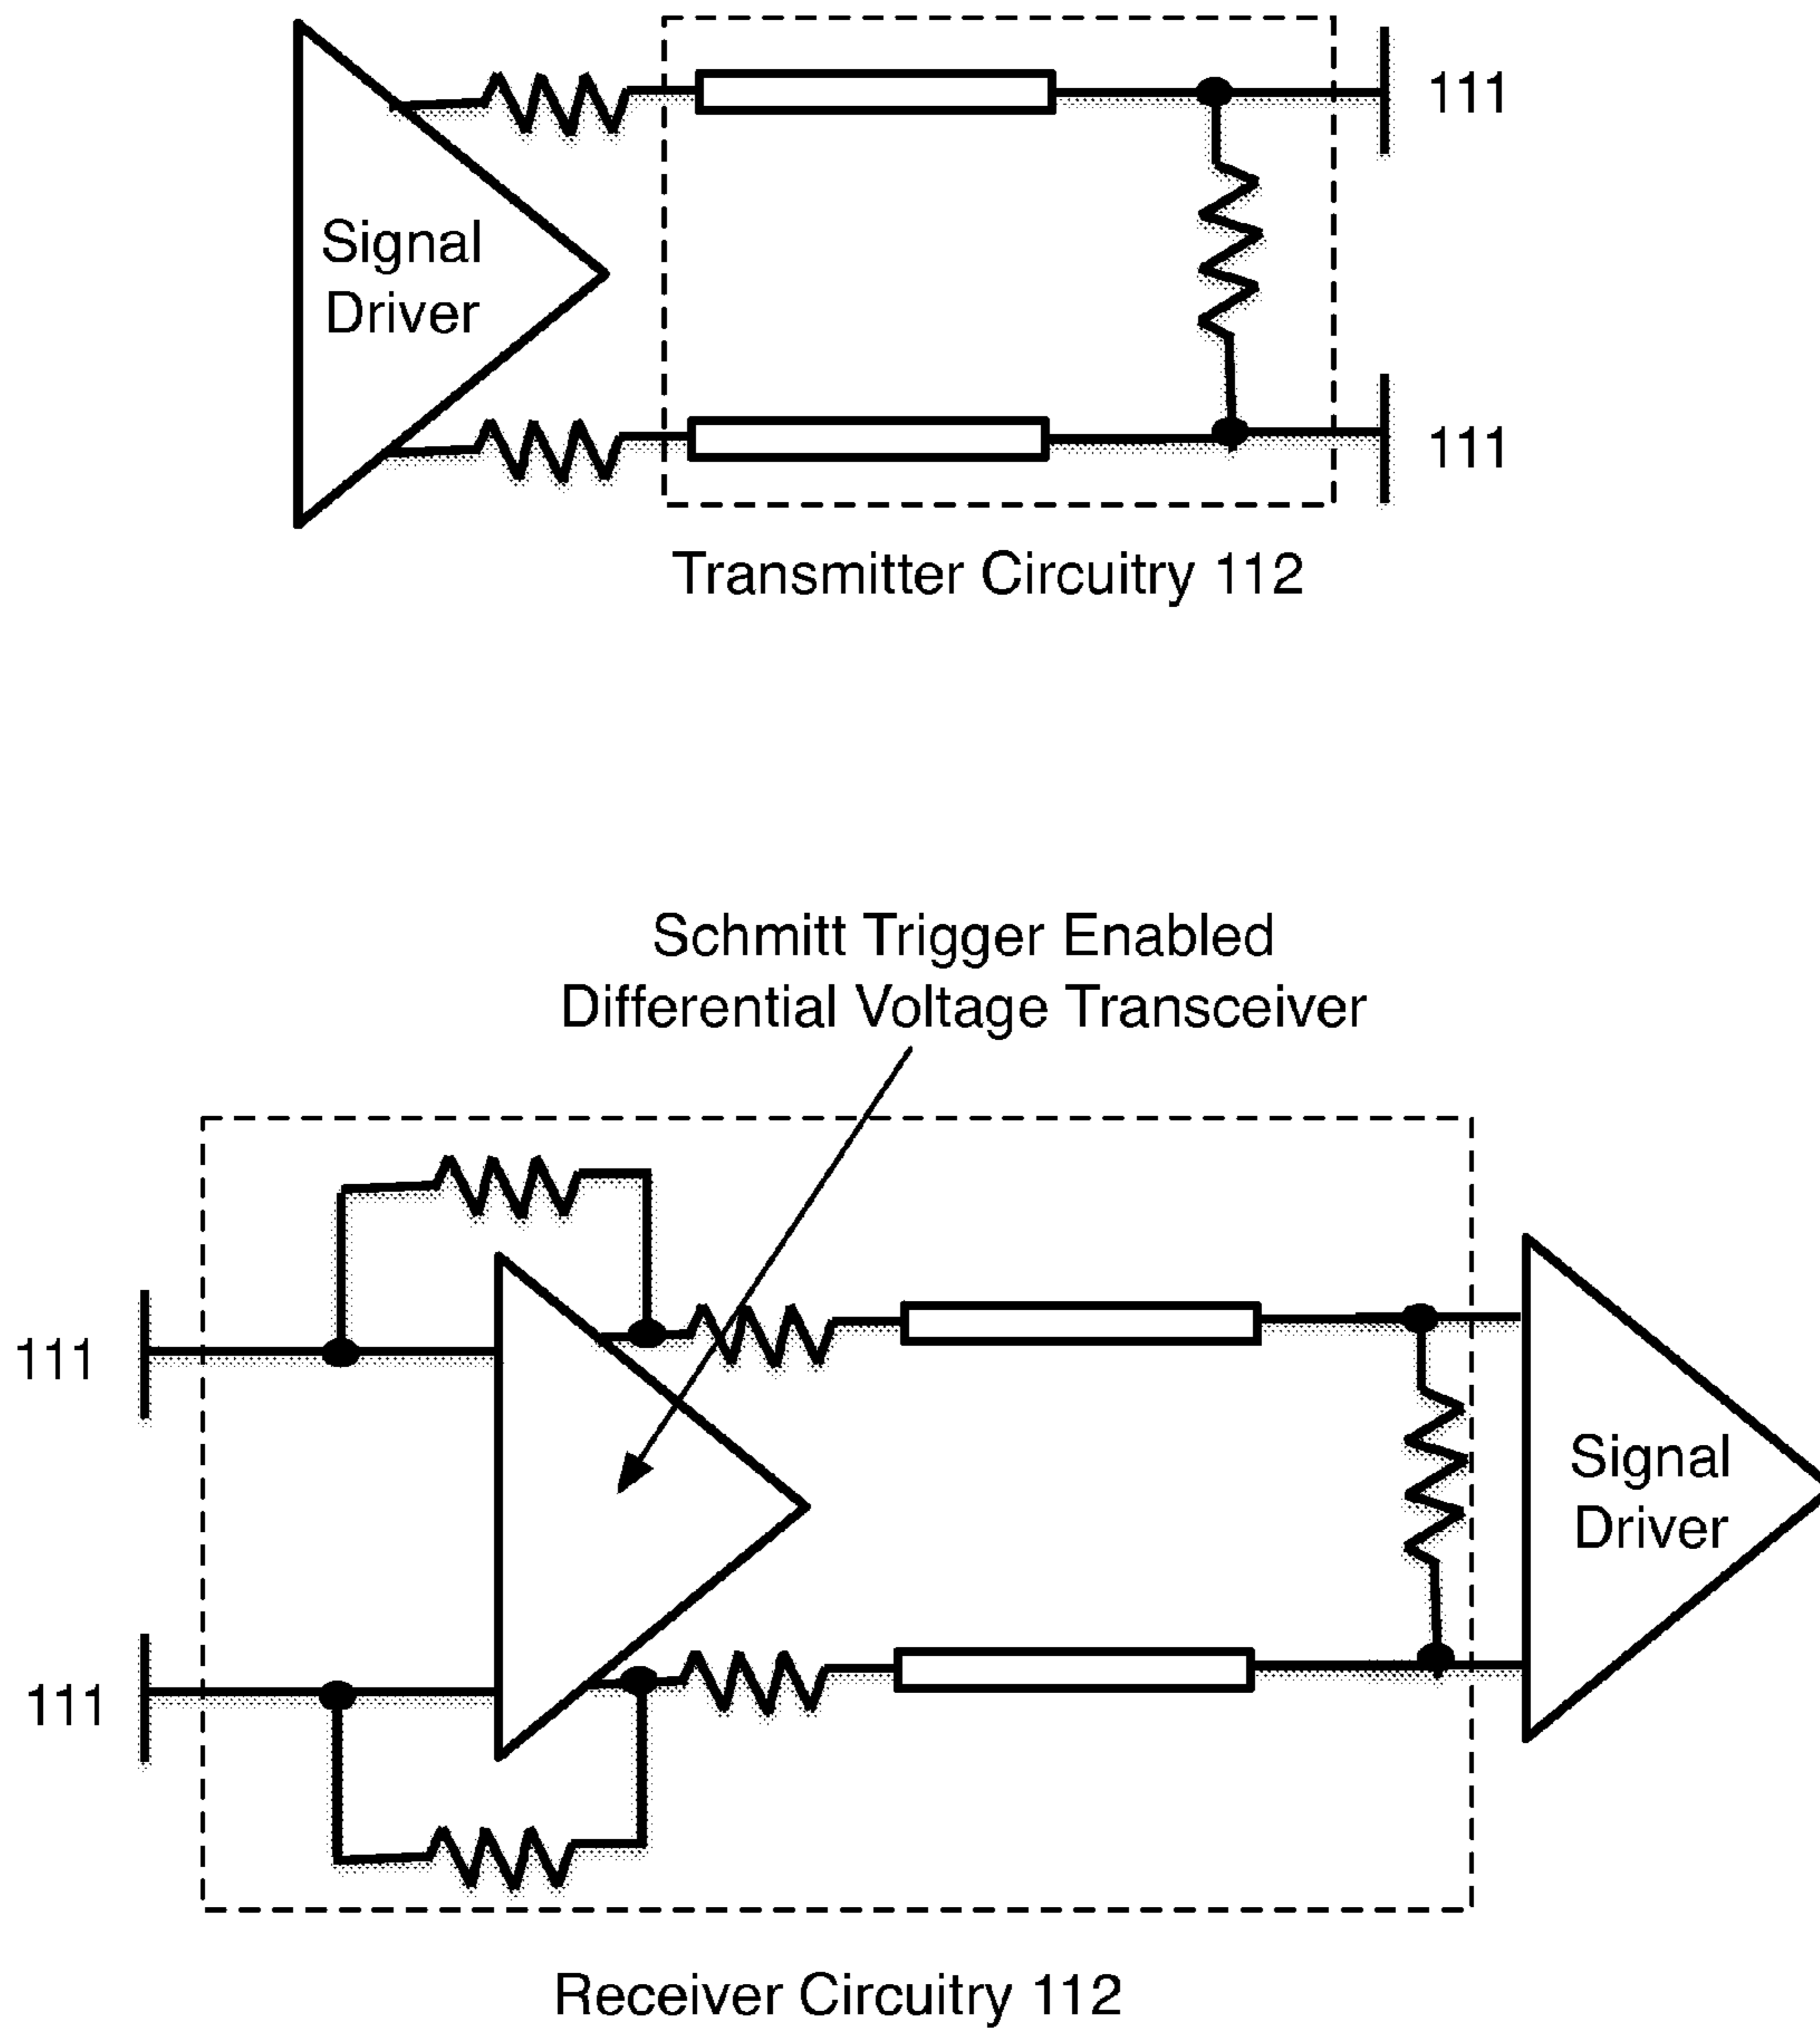 111
Signal
Driver
111
Transmitter Circuitry 112
Schmitt Trigger Enabled
Differential Voltage Transceiver
111
Signal
Driver
111
Receiver Circuitry 112